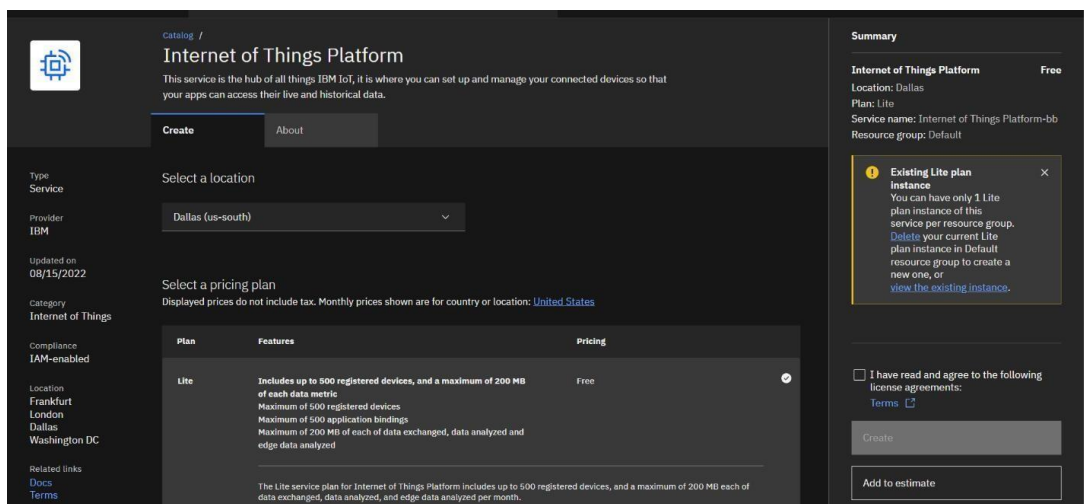 Catalog /
Internet of Things Platform
This service is the hub of all things IBM IoT, it is where you can set up and manage your connected devices so that
your apps can access their live and historical data.
Create
About
Type
Service
Provider
IBM
Updated on
08/15/2022
Category
Internet of Things
Compliance
IAM-enabled
Location
Frankfurt
London
Dallas
Washington DC
Related links
Docs
Terms
Select a location
Dallas (us-south)
Select a pricing plan
Displayed prices do not include tax. Monthly prices shown are for country or location: United States
Plan
Features
Pricing
Lite
Includes up to 500 registered devices, and a maximum of 200 MB
of each data metric
Maximum of 500 registered devices
Maximum of 500 application bindings
Maximum of 200 MB of each of data exchanged, data analyzed and
edge data analyzed
Free
The Lite service plan for Internet of Things Platform includes up to 500 registered devices, and a maximum of 200 MB each of
data exchanged, data analyzed, and edge data analyzed per month.
Summary
Internet of Things Platform Free
Location: Dallas
Plan: Lite
Service name: Internet of Things Platform-bb
Resource group: Default
Existing Lite plan
instance
You can have only 1 Lite
plan instance of this
service per resource group.
Delete your current Lite
plan instance in Default
resource group to create a
new one, or
view the existing instance.
I have read and agree to the following
license agreements:
Terms
Create
Add to estimate